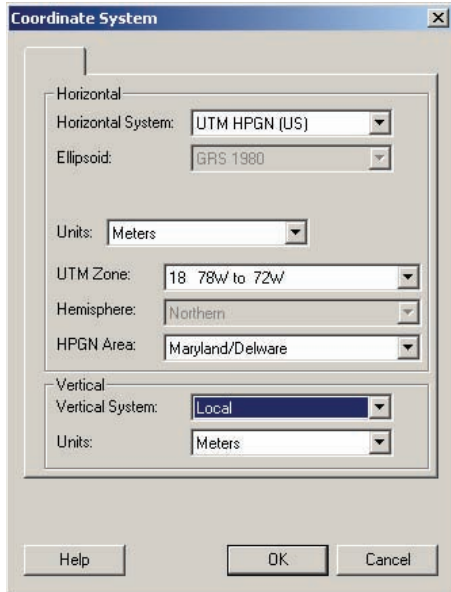 Coordinate System
Horizontal
Horizontal System: UTM HPGN (US)
Ellipsoid: GRS 1980
Units: Meters
UTM Zone: 18 78W to 72W
Hemisphere: Northern
HPGN Area: Maryland/Delware
Vertical
Vertical System: Local
Units: Meters
Help OK Cancel